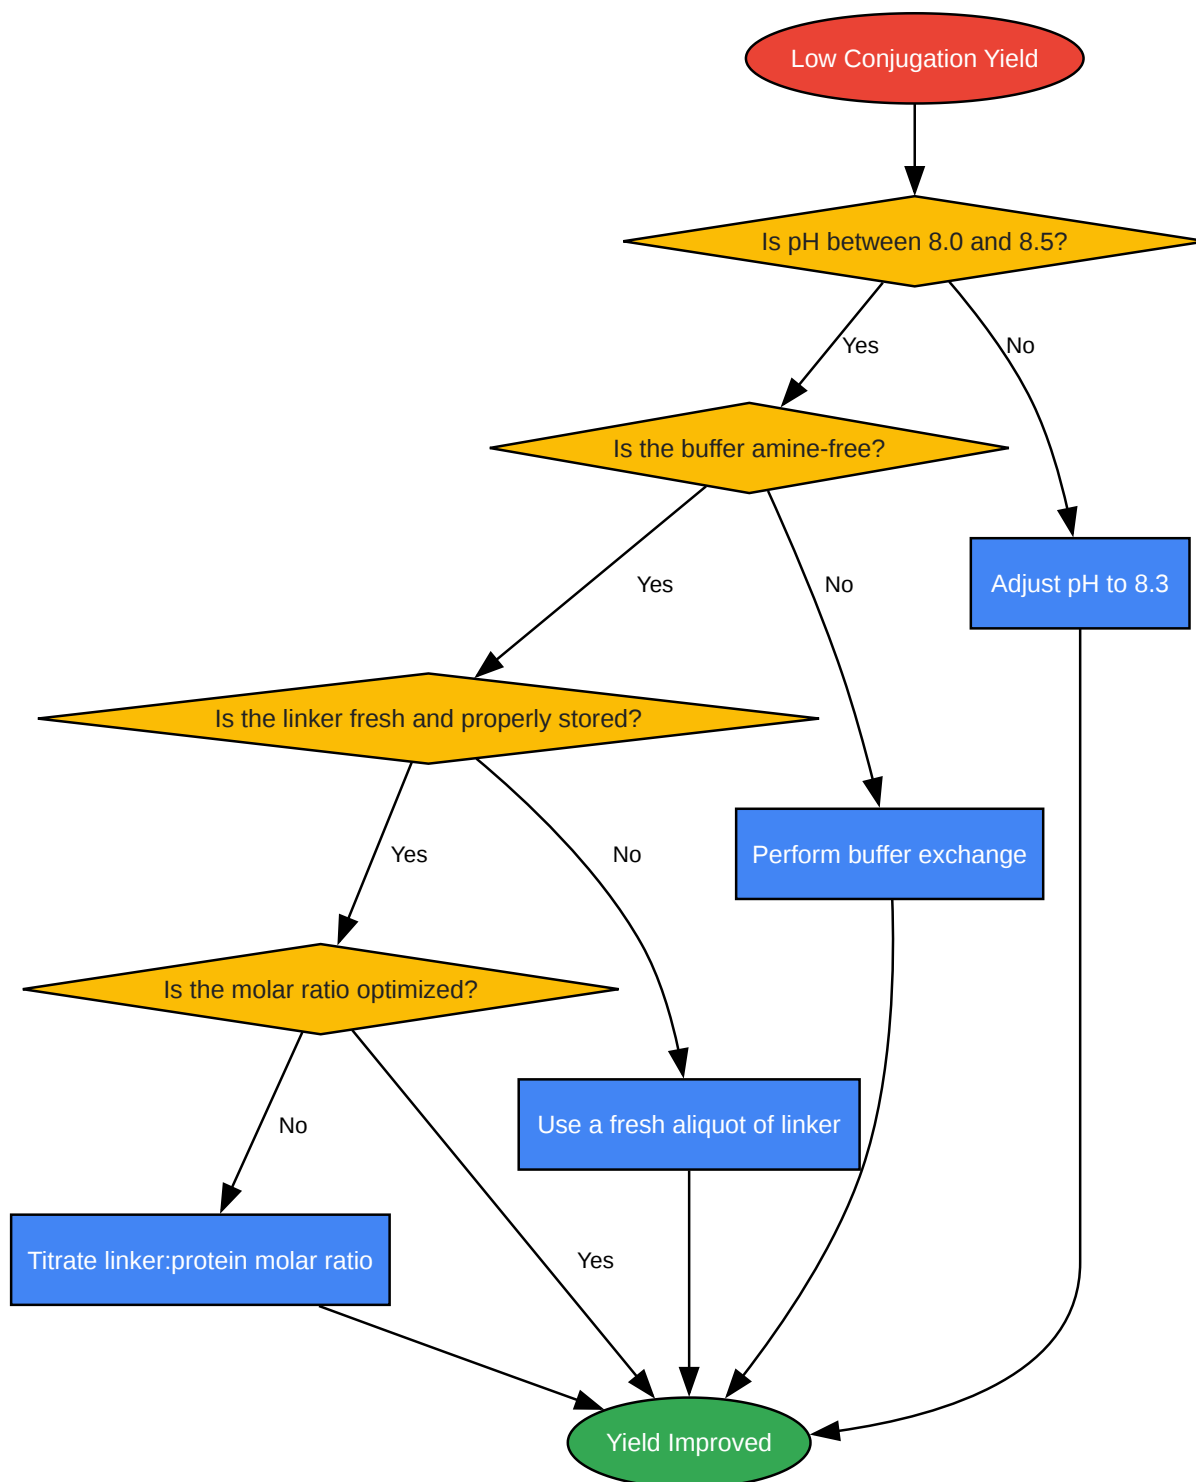 Low Conjugation Yield
Is pH between 8.0 and 8.5?
Yes
No
Is the buffer amine-free?
Yes
No
Adjust pH to 8.3
Is the linker fresh and properly stored?
Yes
No
Perform buffer exchange
Is the molar ratio optimized?
No
Use a fresh aliquot of linker
Titrate linker:protein molar ratio
Yes
Yield Improved